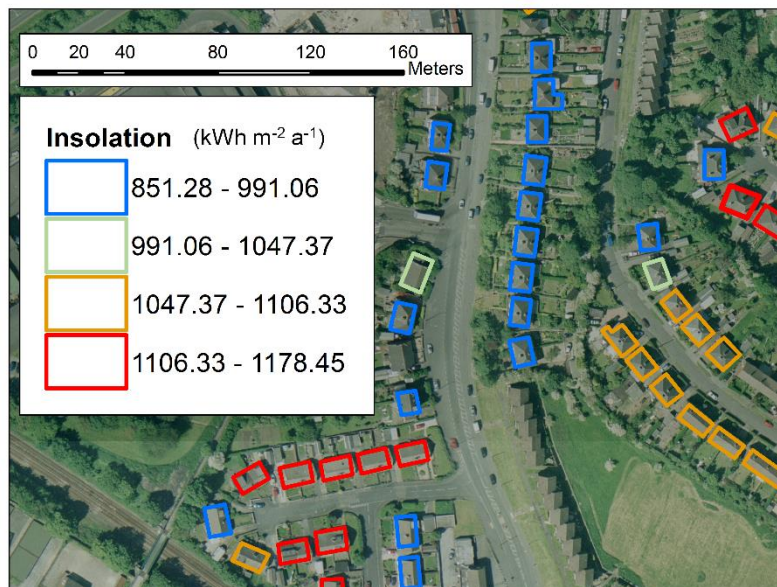 0 20 40 80 120 160
Meters
Insolation (kWh m⁻² a⁻¹)
851.28 - 991.06
991.06 - 1047.37
1047.37 - 1106.33
1106.33 - 1178.45